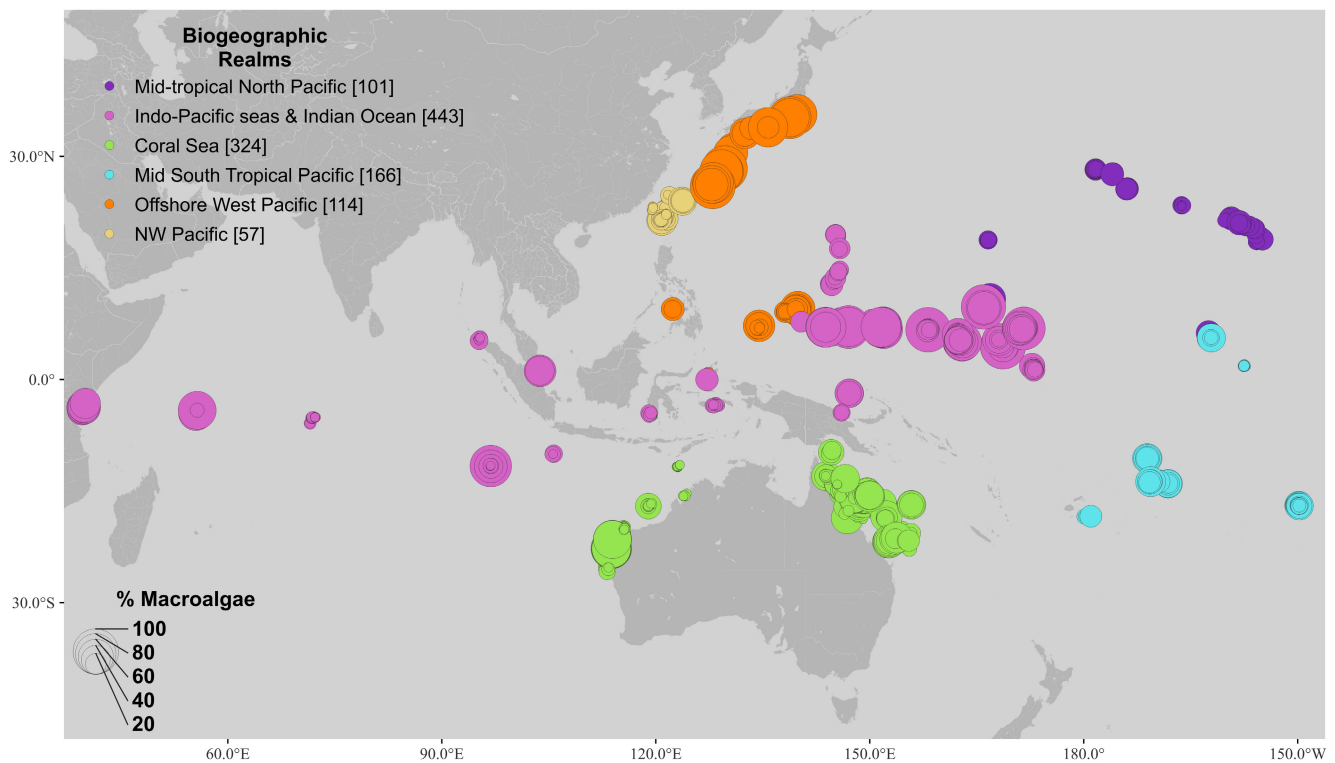 Biogeographic
Realms
Mid-tropical North Pacific [101]
Indo-Pacific seas & Indian Ocean [443]
Coral Sea [324]
Mid South Tropical Pacific [166]
Offshore West Pacific [114]
NW Pacific [57]
30.0°N
0.0°
30.0°S
% Macroalgae
100
80
60
40
20
60.0°E
90.0°E
120.0°E
150.0°E
180.0°
150.0°W